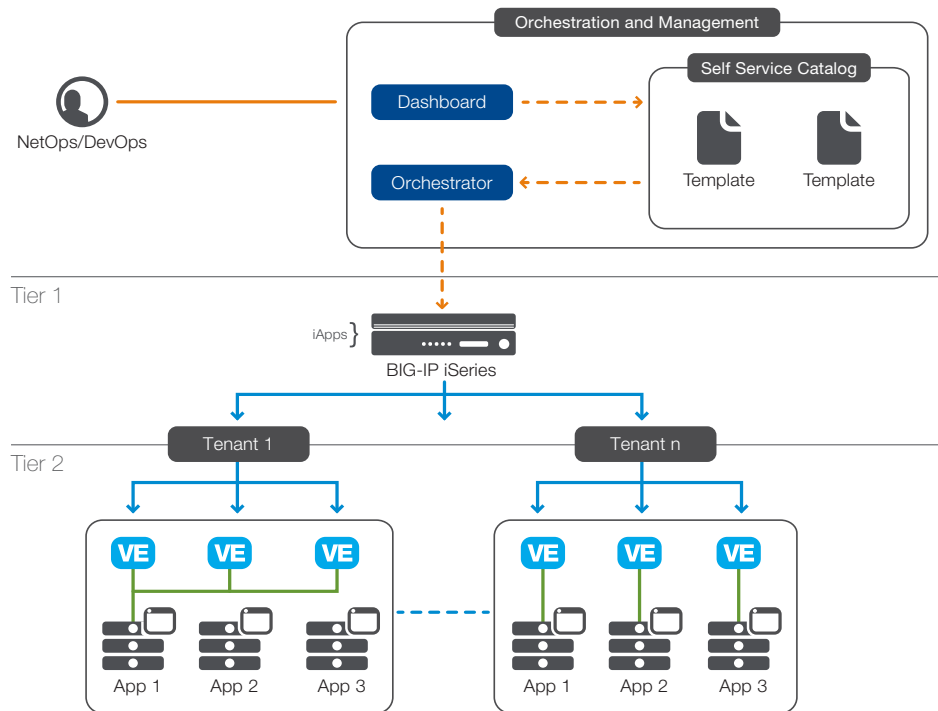 Orchestration and Management
Self Service Catalog
Dashboard
NetOps/DevOps
Orchestrator
Template Template
Tier 1
iApps }
BIG-IP iSeries
Tenant 1 Tenant n
Tier 2
VE VE VE VE VE VE
App 1 App 2 App 3 App 1 App 2 App 3